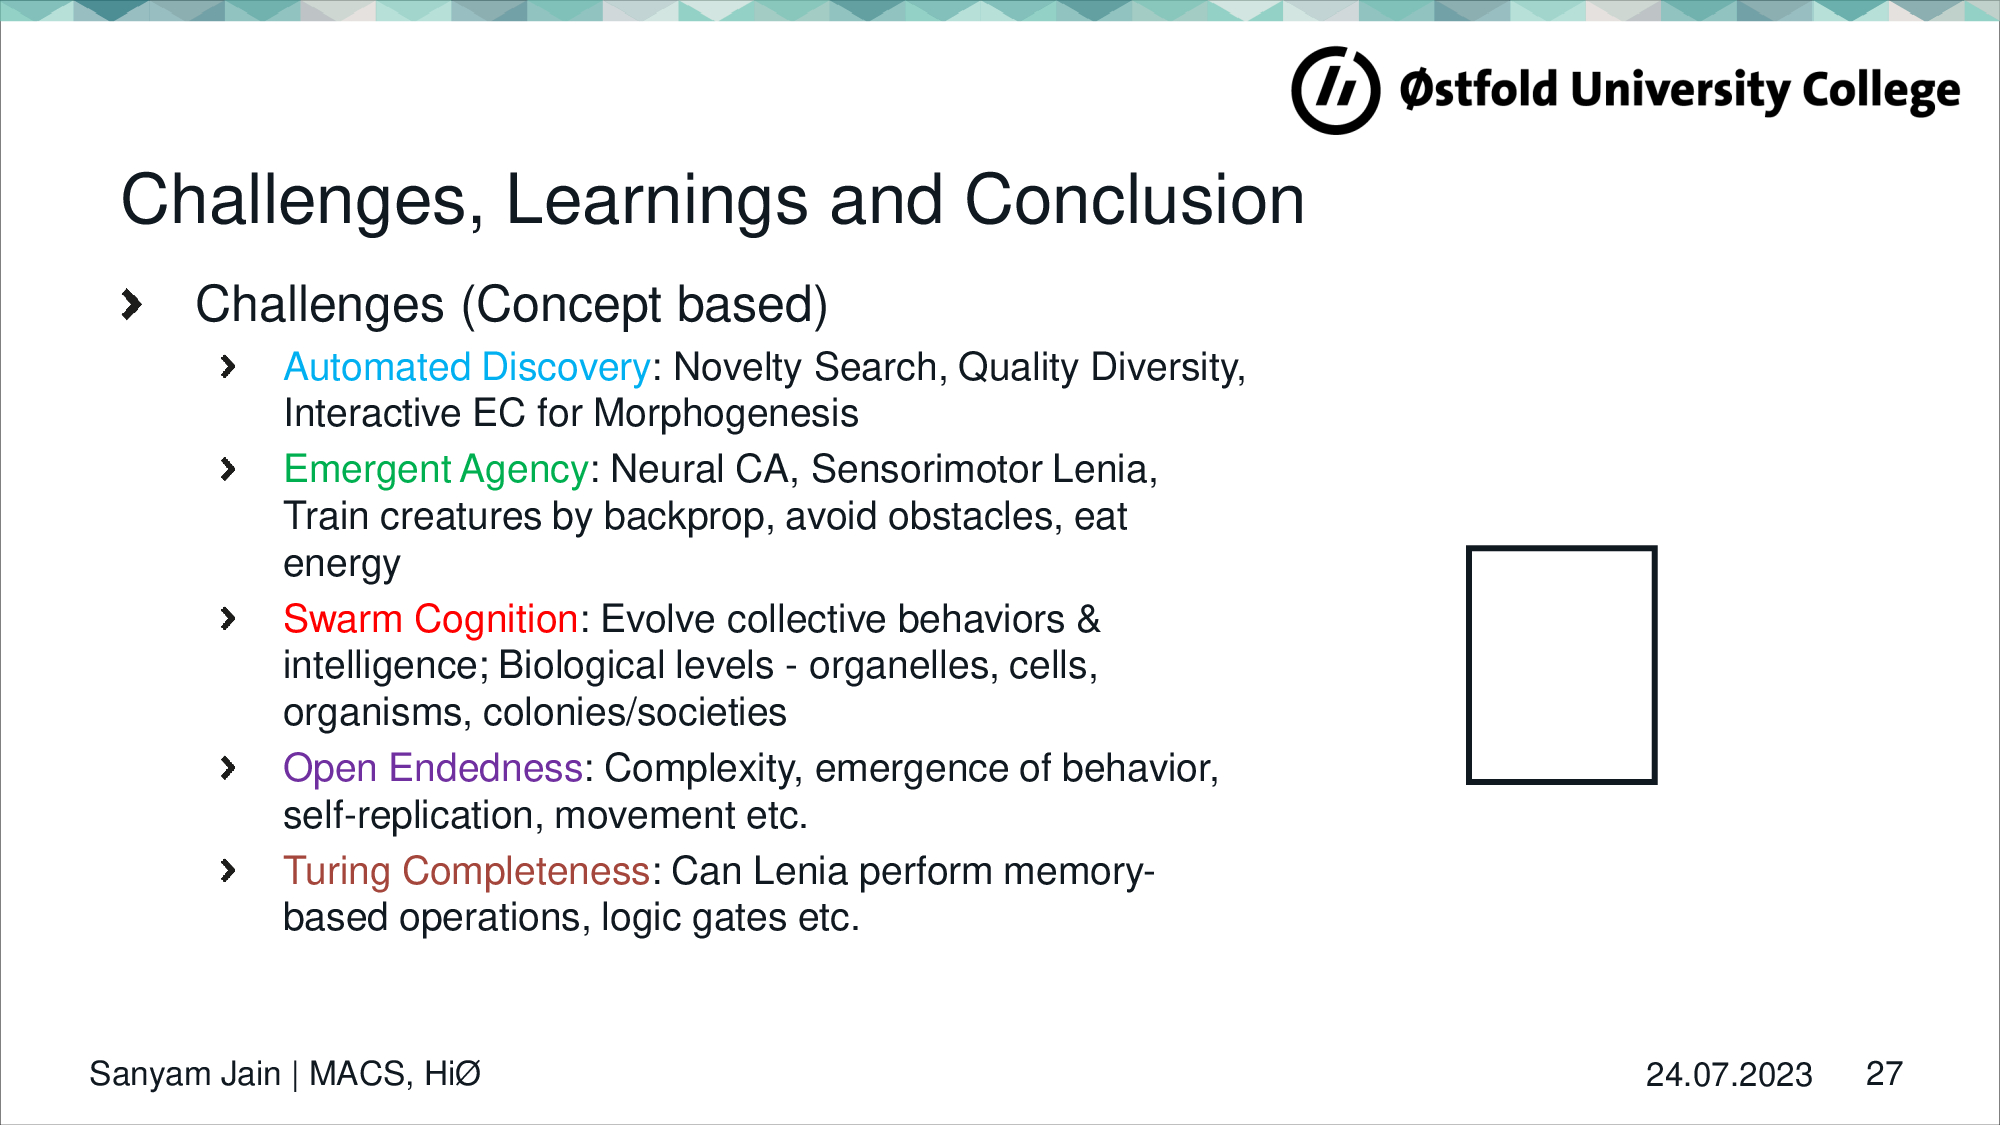 Østfold University College
Challenges, Learnings and Conclusion
Challenges (Concept based)
Automated Discovery: Novelty Search, Quality Diversity,
Interactive EC for Morphogenesis
Emergent Agency: Neural CA, Sensorimotor Lenia,
Train creatures by backprop, avoid obstacles, eat
energy
Swarm Cognition: Evolve collective behaviors &
intelligence; Biological levels - organelles, cells,
organisms, colonies/societies
Open Endedness: Complexity, emergence of behavior,
self-replication, movement etc.
Turing Completeness: Can Lenia perform memory-
based operations, logic gates etc.
Sanyam Jain | MACS, HiØ
24.07.2023
27